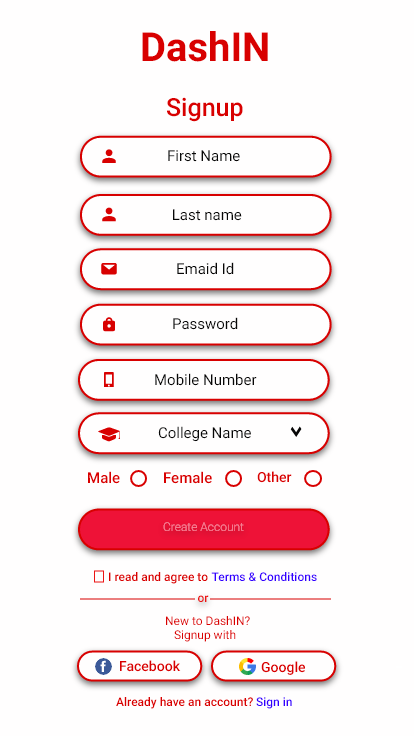 DashIN
Signup
First Name
Last name
Emaid Id
Password
Mobile Number
College Name
Male Female Other
Create Account
I read and agree to Terms & Conditions
or
New to DashIN?
Signup with
Facebook Google
Already have an account? Sign in